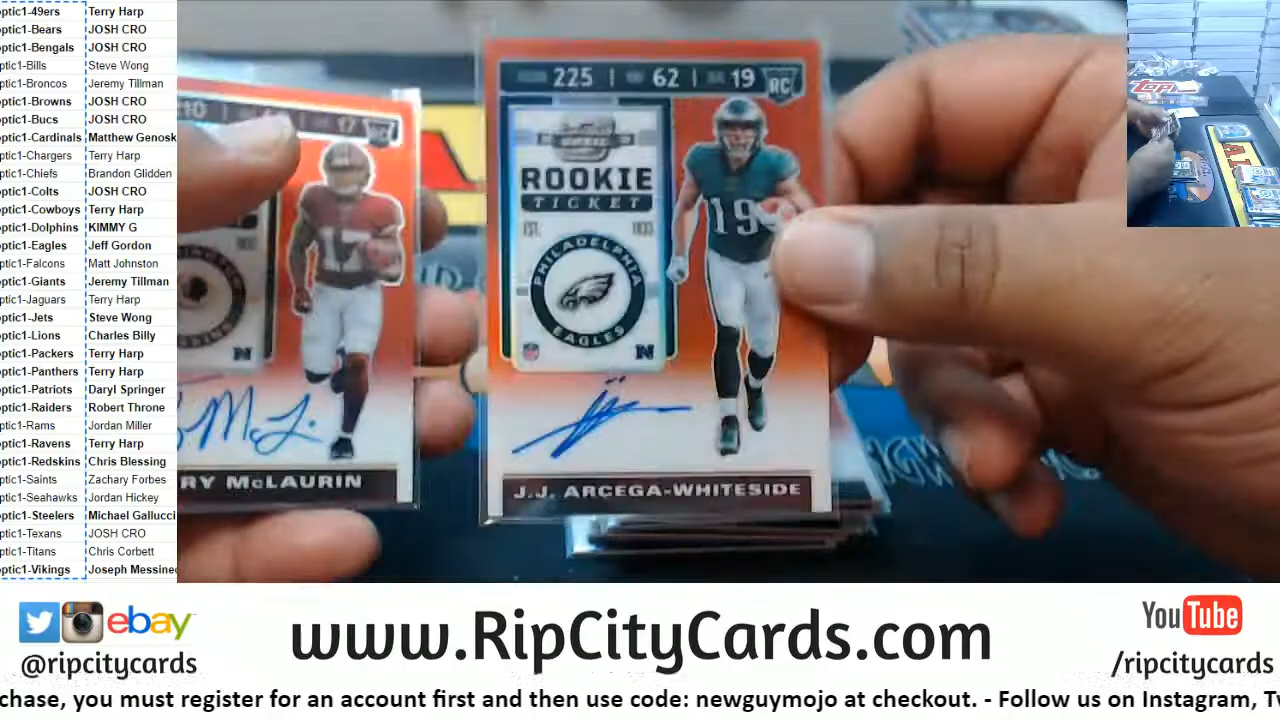 optic1-49ers Terry Harp
ptic1-Bears JOSH CRO
ptic1-Bengals JOSH CRO
ptic1-Bills Steve Wong
ptic1-Broncos Jeremy Tillman
ptic1-Browns JOSH CRO
ptic1-Bucs JOSH CRO
ptic1-Cardinals Matthew Genosk
ptic1-Chargers Terry Harp
ptic1-Chiefs Brandon Glidden
ptic1-Colts JOSH CRO
ptic1-Cowboys Terry Harp
ptic1-Dolphins KIMMY G
ptic1-Eagles Jeff Gordon
ptic1-Falcons Matt Johnston
ptic1-Giants Jeremy Tillman
ptic1-Jaguars Terry Harp
ptic1-Jets Steve Wong
ptic1-Lions Charles Billy
ptic1-Packers Terry Harp
ptic1-Panthers Terry Harp
ptic1-Patriots Daryl Springer
ptic1-Raiders Robert Throne
ptic1-Rams Jordan Miller
ptic1-Ravens Terry Harp
ptic1-Redskins Chris Blessing
ptic1-Saints Zachary Forbes
ptic1-Seahawks Jordan Hickey
ptic1-Steelers Michael Gallucci
ptic1-Texans JOSH CRO
ptic1-Titans Chris Corbett
ptic1-Vikings Joseph Messine
17
17
RY McLAURIN
225 | 62 | 19 RC
ROOKIE
TICKET
EST. 1933
PHILADELPHIA
EAGLES
N
19
J.J. ARCEGA-WHITESIDE
TOPPS
ebay
@ripcitycards
www.RipCityCards.com
YouTube
/ripcitycards
rchase, you must register for an account first and then use code: newguymojo at checkout. - Follow us on Instagram, Tw